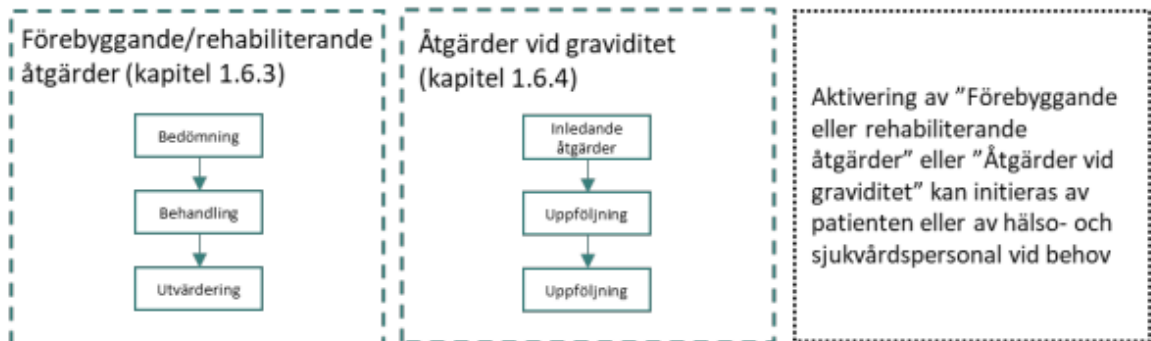 Förebyggande/rehabiliterande
åtgärder (kapitel 1.6.3)
Bedömning
Behandling
Utvärdering
Åtgärder vid graviditet
(kapitel 1.6.4)
Inledande
åtgärder
Uppföljning
Uppföljning
Aktivering av ”Förebyggande
eller rehabiliterande
åtgärder” eller ”Åtgärder vid
graviditet” kan initieras av
patienten eller av hälso- och
sjukvårdspersonal vid behov